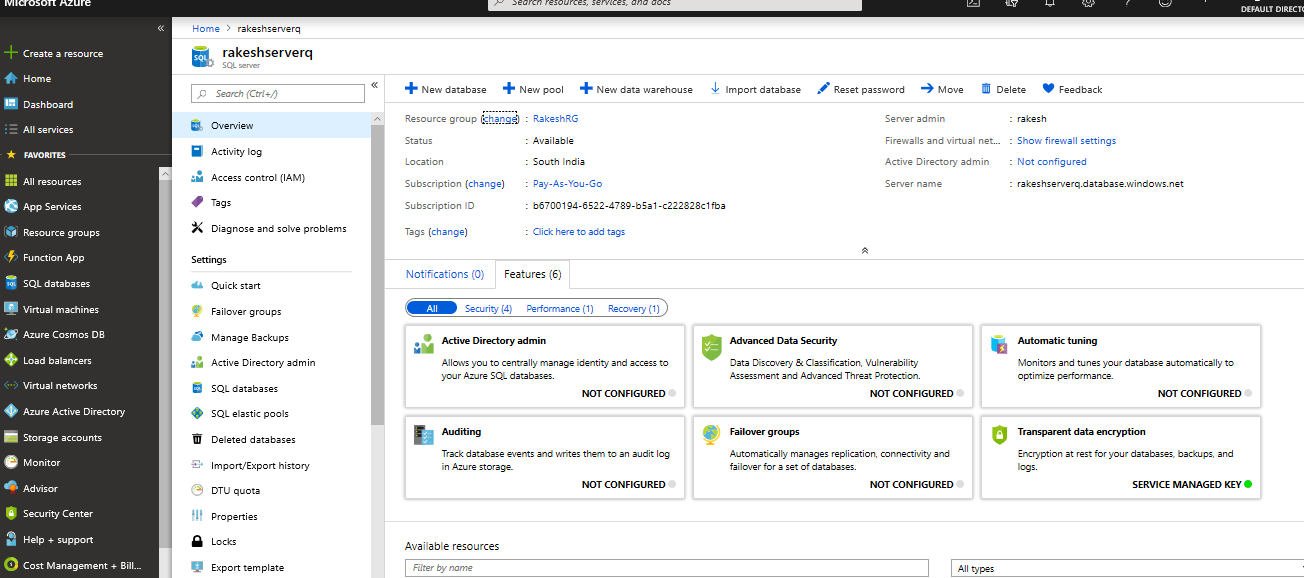 Microsoft Azure
Search resources, services, and docs
DEFAULT DIRECTO
«
Create a resource
Home
Dashboard
All services
FAVORITES
All resources
App Services
Resource groups
Function App
SQL databases
Virtual machines
Azure Cosmos DB
Load balancers
Virtual networks
Azure Active Directory
Storage accounts
Monitor
Advisor
Security Center
Help + support
Cost Management + Bill...
Home > rakeshserverq
rakeshserverq
SQL server
Search (Ctrl+/)
«
Overview
Activity log
Access control (IAM)
Tags
Diagnose and solve problems
Settings
Quick start
Failover groups
Manage Backups
Active Directory admin
SQL databases
SQL elastic pools
Deleted databases
Import/Export history
DTU quota
Properties
Locks
Export template
New database New pool New data warehouse Import database Reset password Move Delete Feedback
Resource group (change) : RakeshRG
Status : Available
Location : South India
Subscription (change) : Pay-As-You-Go
Subscription ID : b6700194-6522-4789-b5a1-c222828c1fba
Tags (change) : Click here to add tags
Server admin : rakesh
Firewalls and virtual net... : Show firewall settings
Active Directory admin : Not configured
Server name : rakeshserverq.database.windows.net
Notifications (0) Features (6)
All Security (4) Performance (1) Recovery (1)
Active Directory admin
Allows you to centrally manage identity and access to
your Azure SQL databases.
NOT CONFIGURED
Advanced Data Security
Data Discovery & Classification, Vulnerability
Assessment and Advanced Threat Protection.
NOT CONFIGURED
Automatic tuning
Monitors and tunes your database automatically to
optimize performance.
NOT CONFIGURED
Auditing
Track database events and writes them to an audit log
in Azure storage.
NOT CONFIGURED
Failover groups
Automatically manages replication, connectivity and
failover for a set of databases.
NOT CONFIGURED
Transparent data encryption
Encryption at rest for your databases, backups, and
logs.
SERVICE MANAGED KEY
Available resources
Filter by name
All types